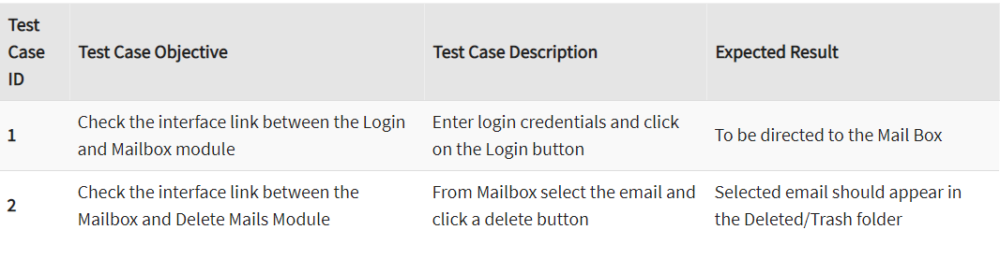 Test Case ID
Test Case Objective
Test Case Description
Expected Result
1
Check the interface link between the Login
and Mailbox module
Enter login credentials and click
on the Login button
To be directed to the Mail Box
2
Check the interface link between the
Mailbox and Delete Mails Module
From Mailbox select the email and
click a delete button
Selected email should appear in
the Deleted/Trash folder